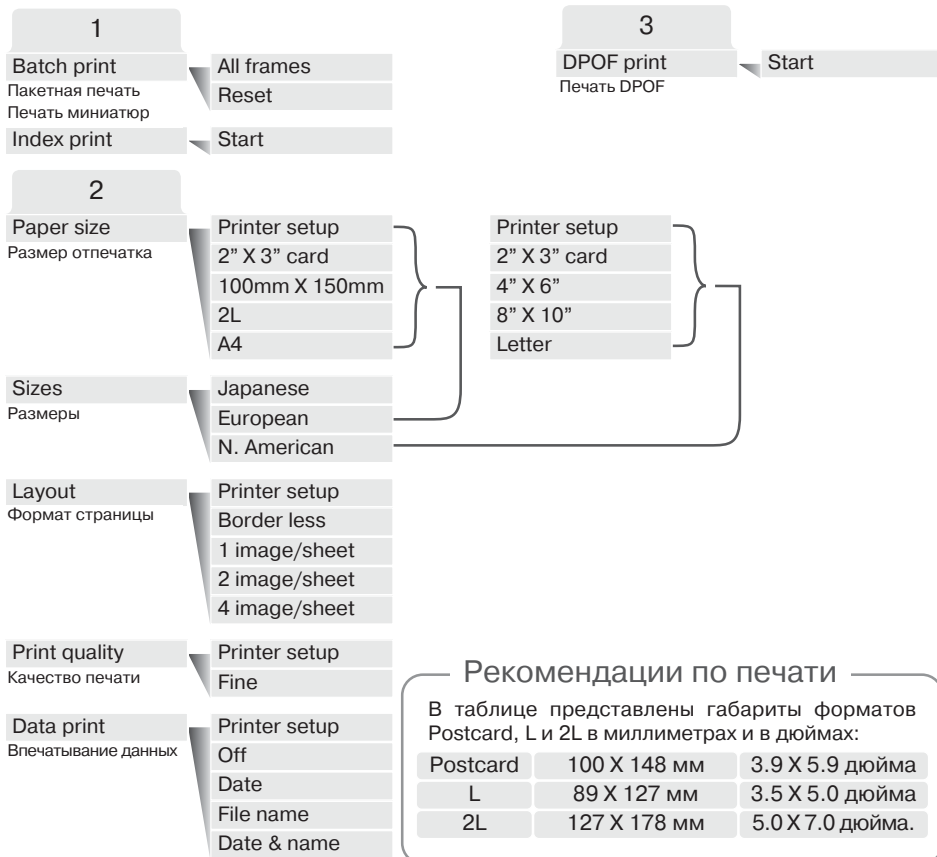 1
Batch print
Пакетная печать
Печать миниатюр
All frames
Reset
Index print
Start
3
DPOF print
Печать DPOF
Start
2
Paper size
Размер отпечатка
Printer setup
2” X 3” card
100mm X 150mm
2L
A4
Printer setup
2” X 3” card
4” X 6”
8” X 10”
Letter
Sizes
Размеры
Japanese
European
N. American
Layout
Формат страницы
Printer setup
Border less
1 image/sheet
2 image/sheet
4 image/sheet
Print quality
Качество печати
Printer setup
Fine
Data print
Впечатывание данных
Printer setup
Off
Date
File name
Date & name
Рекомендации по печати
В таблице представлены габариты форматов
Postcard, L и 2L в миллиметрах и в дюймах:
Postcard 100 X 148 мм 3.9 X 5.9 дюйма
L 89 X 127 мм 3.5 X 5.0 дюйма
2L 127 X 178 мм 5.0 X 7.0 дюйма.